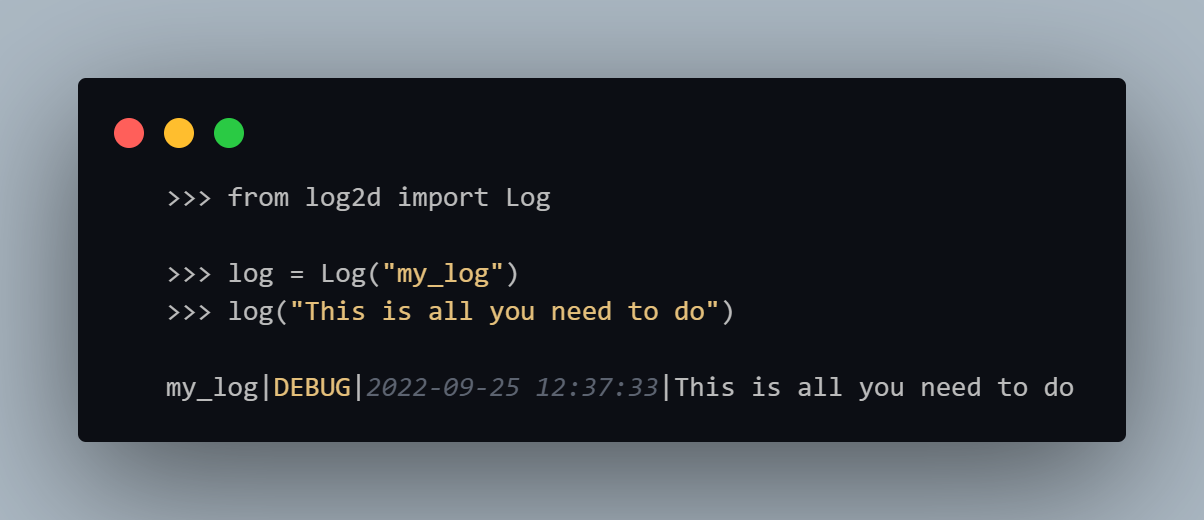 >>> from log2d import Log
>>> log = Log("my_log")
>>> log("This is all you need to do")
my_log|DEBUG|2022-09-25 12:37:33|This is all you need to do